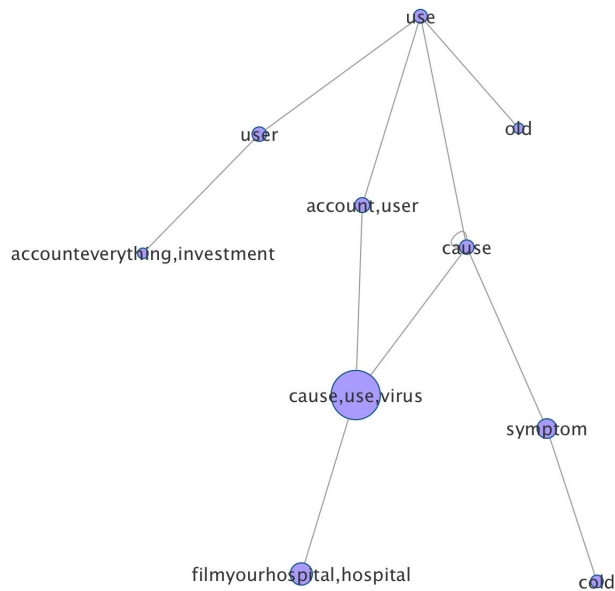 use
user
old
account,user
cause
accounteverything,investment
cause,use,virus
symptom
filmyourhospital,hospital
cold